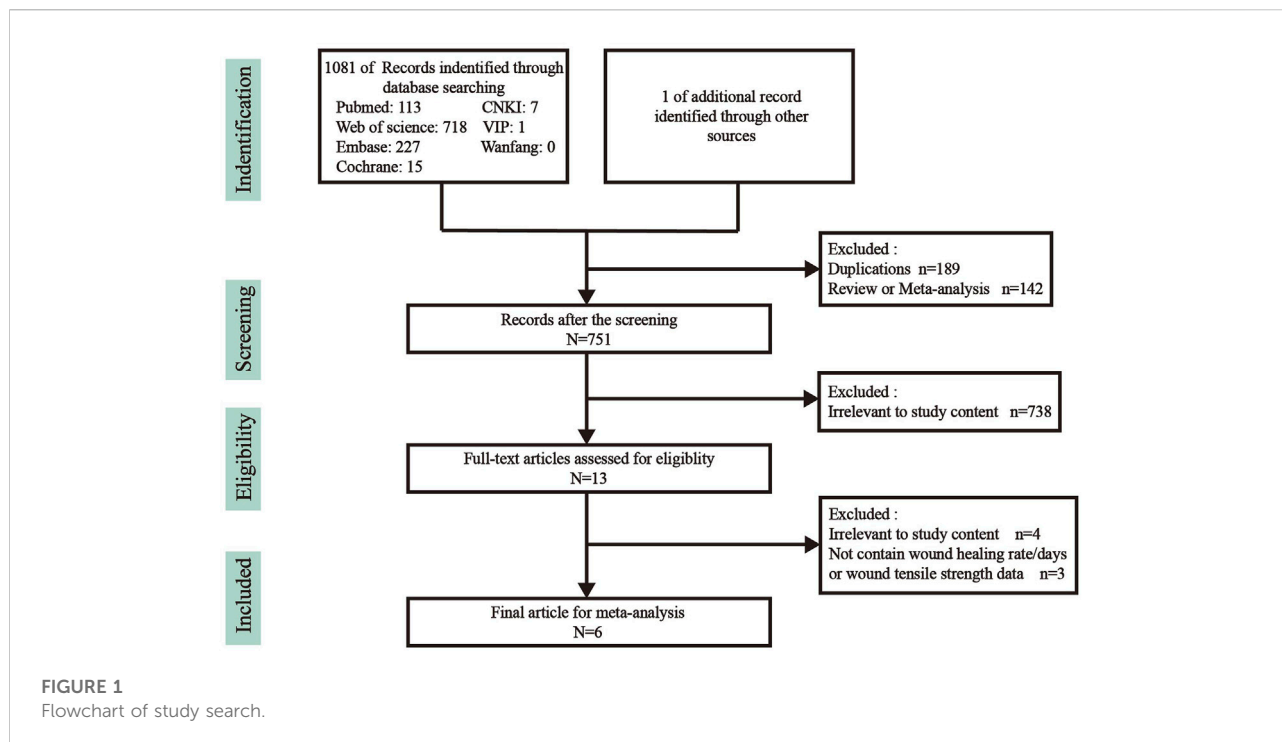 Indentification
1081 of Records indentified through
database searching
Pubmed: 113 CNKI: 7
Web of science: 718 VIP: 1
Embase: 227 Wanfang: 0
Cochrane: 15
1 of additional record
identified through other
sources
Excluded :
Duplications n=189
Review or Meta-analysis n=142
Screening
Records after the screening
N=751
Excluded :
Irrelevant to study content n=738
Eligibility
Full-text articles assessed for eligiblity
N=13
Excluded :
Irrelevant to study content n=4
Not contain wound healing rate/days
or wound tensile strength data n=3
Included
Final article for meta-analysis
N=6
FIGURE 1
Flowchart of study search.